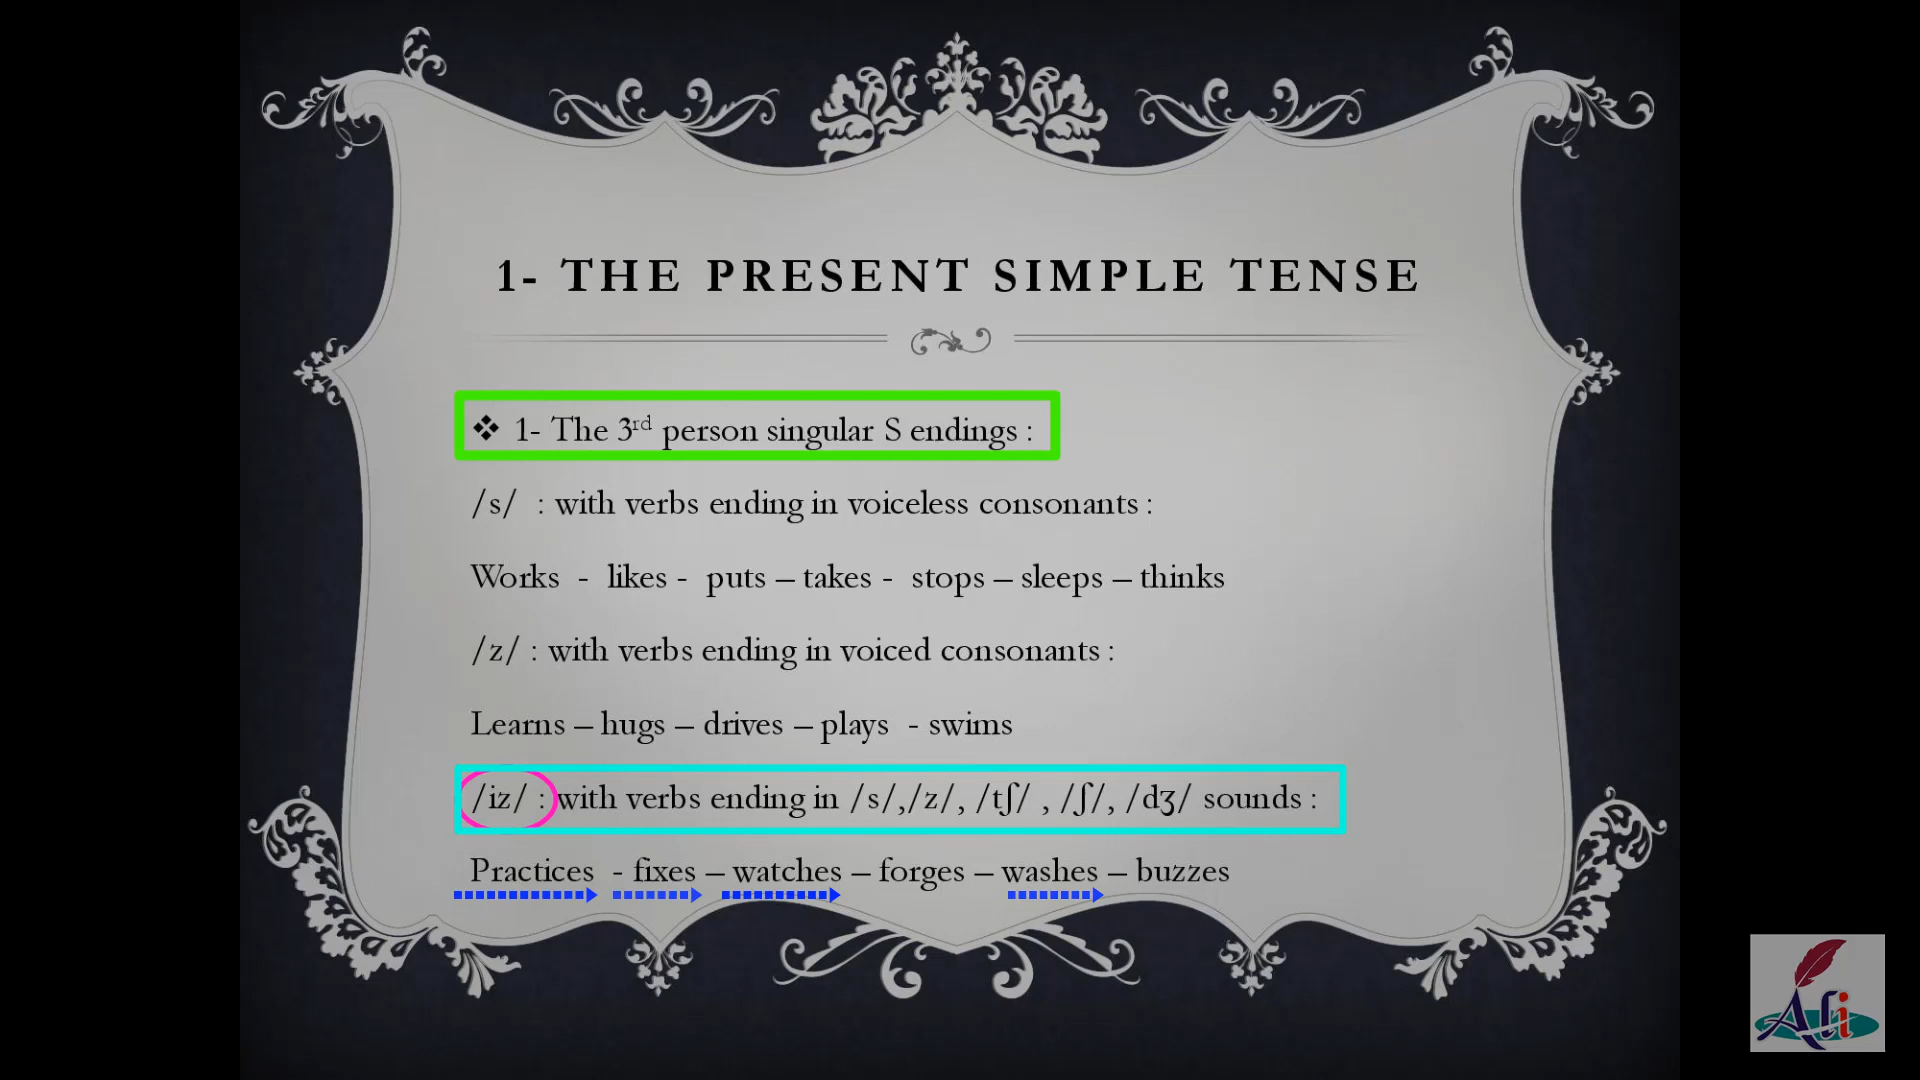 1- THE PRESENT SIMPLE TENSE
❖ 1- The 3rd person singular S endings :
/s/ : with verbs ending in voiceless consonants :
Works - likes - puts – takes - stops – sleeps – thinks
/z/ : with verbs ending in voiced consonants :
Learns – hugs – drives – plays - swims
/iz/ : with verbs ending in /s/,/z/, /tʃ/ , /ʃ/, /dʒ/ sounds :
Practices - fixes – watches – forges – washes – buzzes
Ali